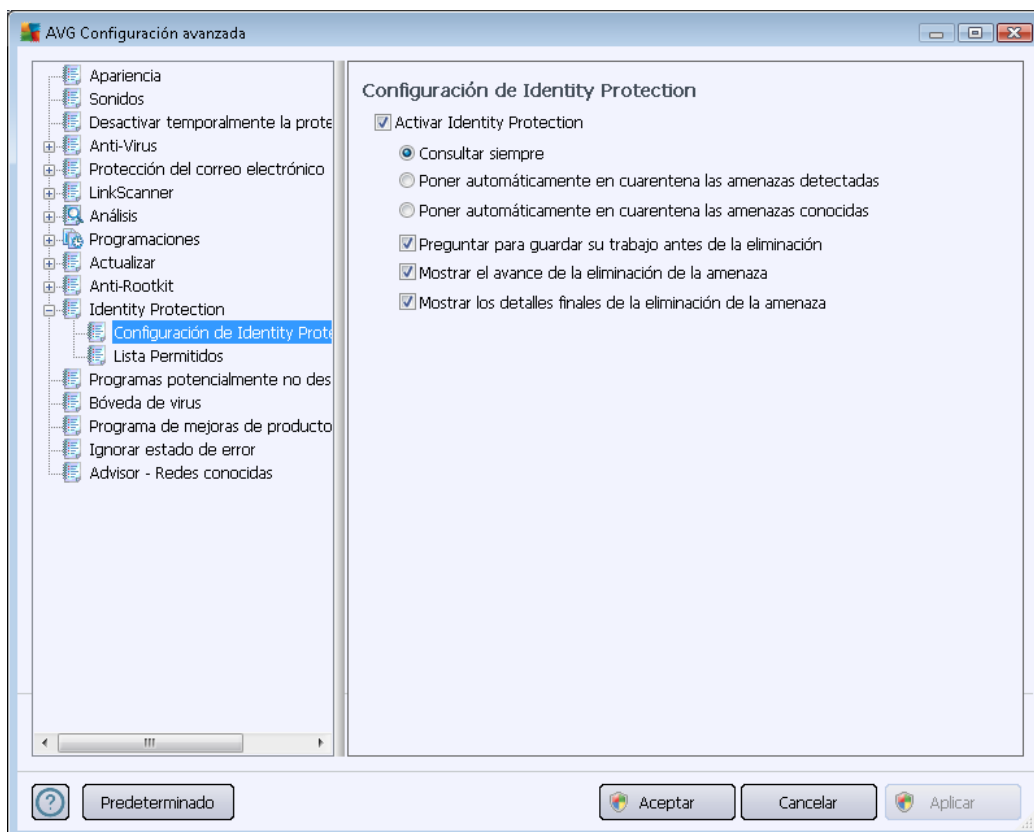 AVG Configuración avanzada
Apariencia
Sonidos
Desactivar temporalmente la prote
Anti-Virus
Protección del correo electrónico
LinkScanner
Análisis
Programaciones
Actualizar
Anti-Rootkit
Identity Protection
Configuración de Identity Prote
Lista Permitidos
Programas potencialmente no des
Bóveda de virus
Programa de mejoras de producto
Ignorar estado de error
Advisor - Redes conocidas
Configuración de Identity Protection
Activar Identity Protection
Consultar siempre
Poner automáticamente en cuarentena las amenazas detectadas
Poner automáticamente en cuarentena las amenazas conocidas
Preguntar para guardar su trabajo antes de la eliminación
Mostrar el avance de la eliminación de la amenaza
Mostrar los detalles finales de la eliminación de la amenaza
? Predeterminado Aceptar Cancelar Aplicar